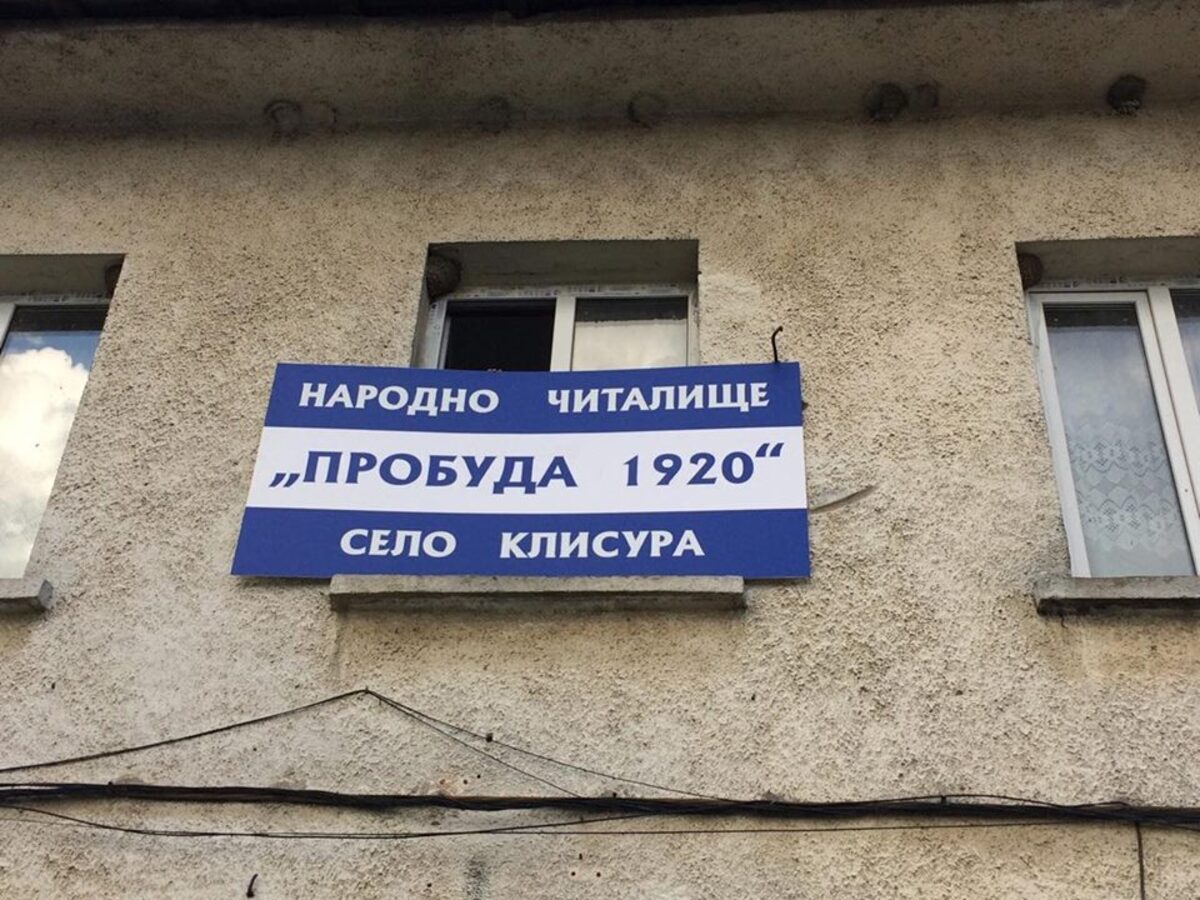 НАРОДНО ЧИТАЛИЩЕ
„ПРОБУДА 1920“
СЕЛО КЛИСУРА